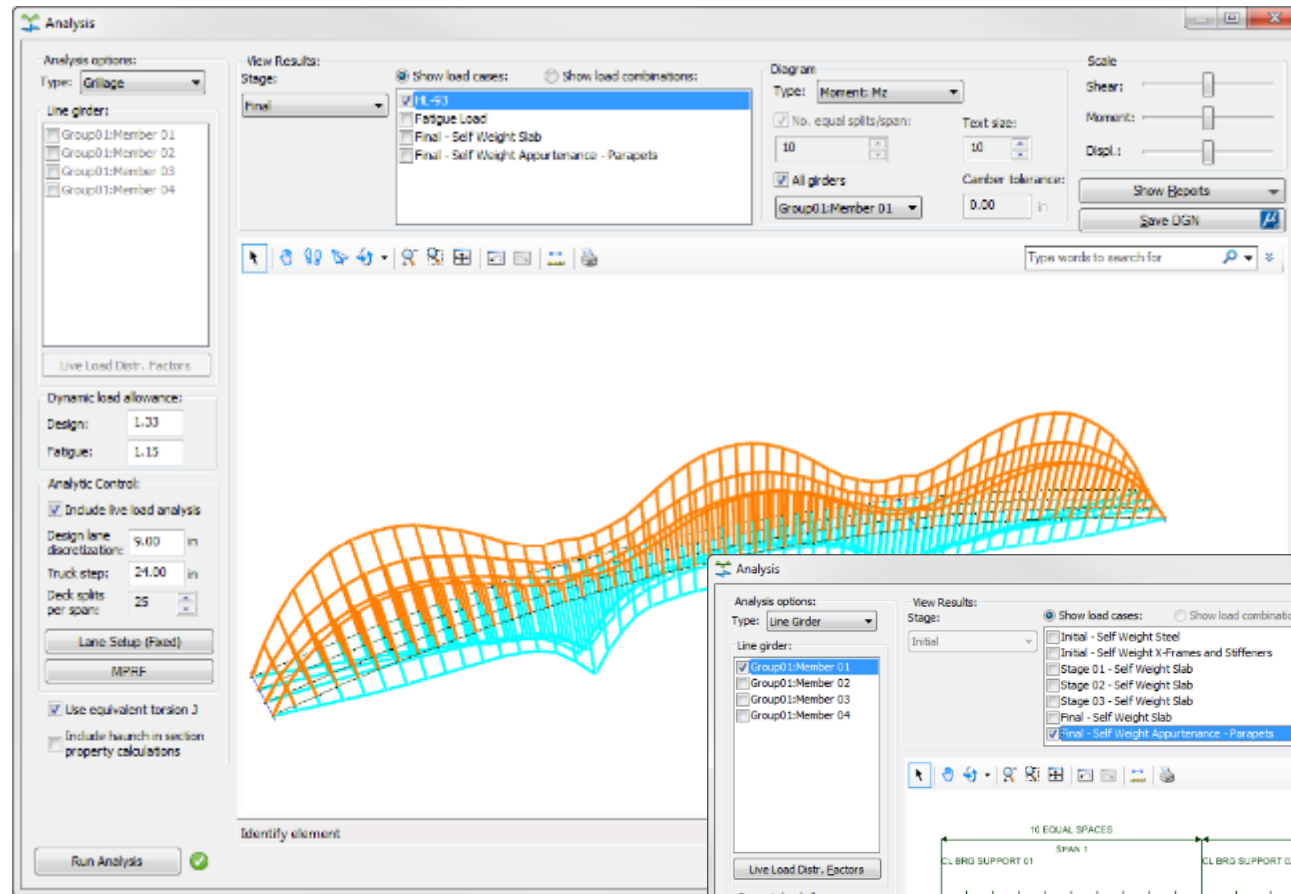 Analysis
Analysis options:
Type: Grillage
Line girder:
Group01:Member 01
Group01:Member 02
Group01:Member 03
Group01:Member 04
Live Load Distr. Factors
Dynamic load allowance:
Design: 1.33
Fatigue: 1.15
Analytic Control:
Include live load analysis
Design lane
discretization: 9.00 in
Truck step: 24.00 in
Deck splits
per span: 25
Lane Setup (Fixed)
MPRF
Use equivalent torsion J
Include haunch in section
property calculations
Run Analysis
View Results:
Stage:
Final
Show load cases: Show load combinations:
HL-93
Fatigue Load
Final - Self Weight Slab
Final - Self Weight Appurtenance - Parapets
Diagram
Type: Moment: Mz
No. equal splits/span: Text size:
10 10
All girders Camber tolerance:
Group01:Member 01 0.00 in
Scale
Shear:
Moment:
Displ.:
Show Reports
Save DGN
Type words to search for
Identify element
Analysis
Analysis options:
Type: Line Girder
Line girder:
Group01:Member 01
Group01:Member 02
Group01:Member 03
Group01:Member 04
Live Load Distr. Factors
View Results:
Stage:
Initial
Show load cases: Show load combinatio
Initial - Self Weight Steel
Initial - Self Weight X-Frames and Stiffeners
Stage 01 - Self Weight Slab
Stage 02 - Self Weight Slab
Stage 03 - Self Weight Slab
Final - Self Weight Slab
Final - Self Weight Appurtenance - Parapets
10 EQUAL SPACES
SPAN 1
CL BRG SUPPORT 01 CL BRG SUPPORT 02